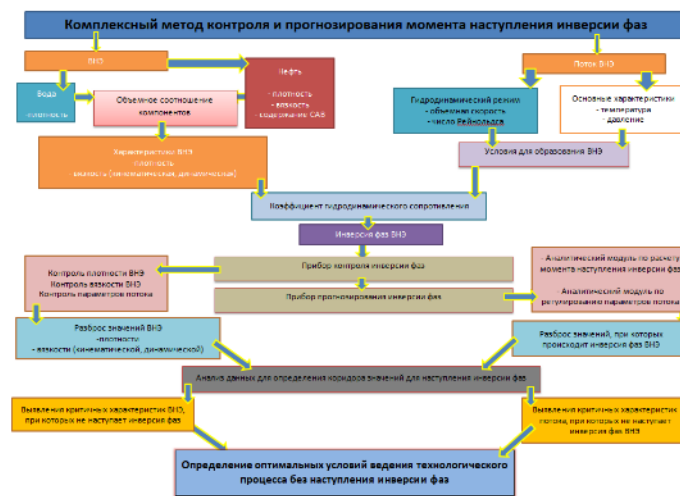 Комплексный метод контроля и прогнозирования момента наступления инверсии фаз
ВНЭ
Нефть
- плотность
- вязкость
- содержание САВ
Поток ВНЭ
Вода
-плотность
Объемное соотношение
компонентов
Гидродинамический режим
- объемная скорость
- число Рейнольдса
Основные характеристики
- температура
- давление
Характеристики ВНЭ
-плотность
- вязкость (кинематическая, динамическая)
Условия для образования ВНЭ
Коэффициент гидродинамического сопротивления
Инверсия фаз ВНЭ
Прибор контроля инверсии фаз
Контроль плотности ВНЭ
Контроль вязкости ВНЭ
Контроль параметров потока
- Аналитический модуль по расчету
момента наступления инверсии фаз
- Аналитический модуль по
регулированию параметров потока
Прибор прогнозирования инверсии фаз
Разброс значений ВНЭ
-плотности
- вязкости (кинематической, динамической)
Разброс значений, при которых
происходит инверсия фаз ВНЭ
Анализ данных для определения коридоров значений для наступления инверсии фаз
Выявления критичных характеристик ВНЭ,
при которых не наступает инверсия фаз
Выявления критичных характеристик
потока, при которых не наступает
инверсия фаз ВНЭ
Определение оптимальных условий ведения технологического
процесса без наступления инверсии фаз